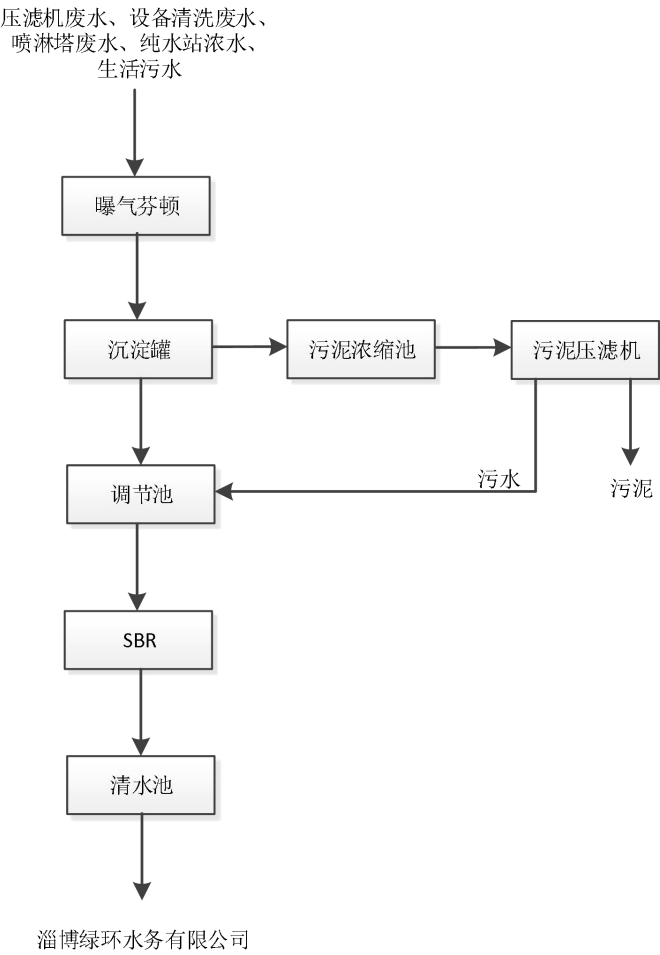 压滤机废水、设备清洗废水、
喷淋塔废水、纯水站浓水、
生活污水
曝气芬顿
沉淀罐
污泥浓缩池
污泥压滤机
调节池
污水
污泥
SBR
清水池
淄博绿环水务有限公司